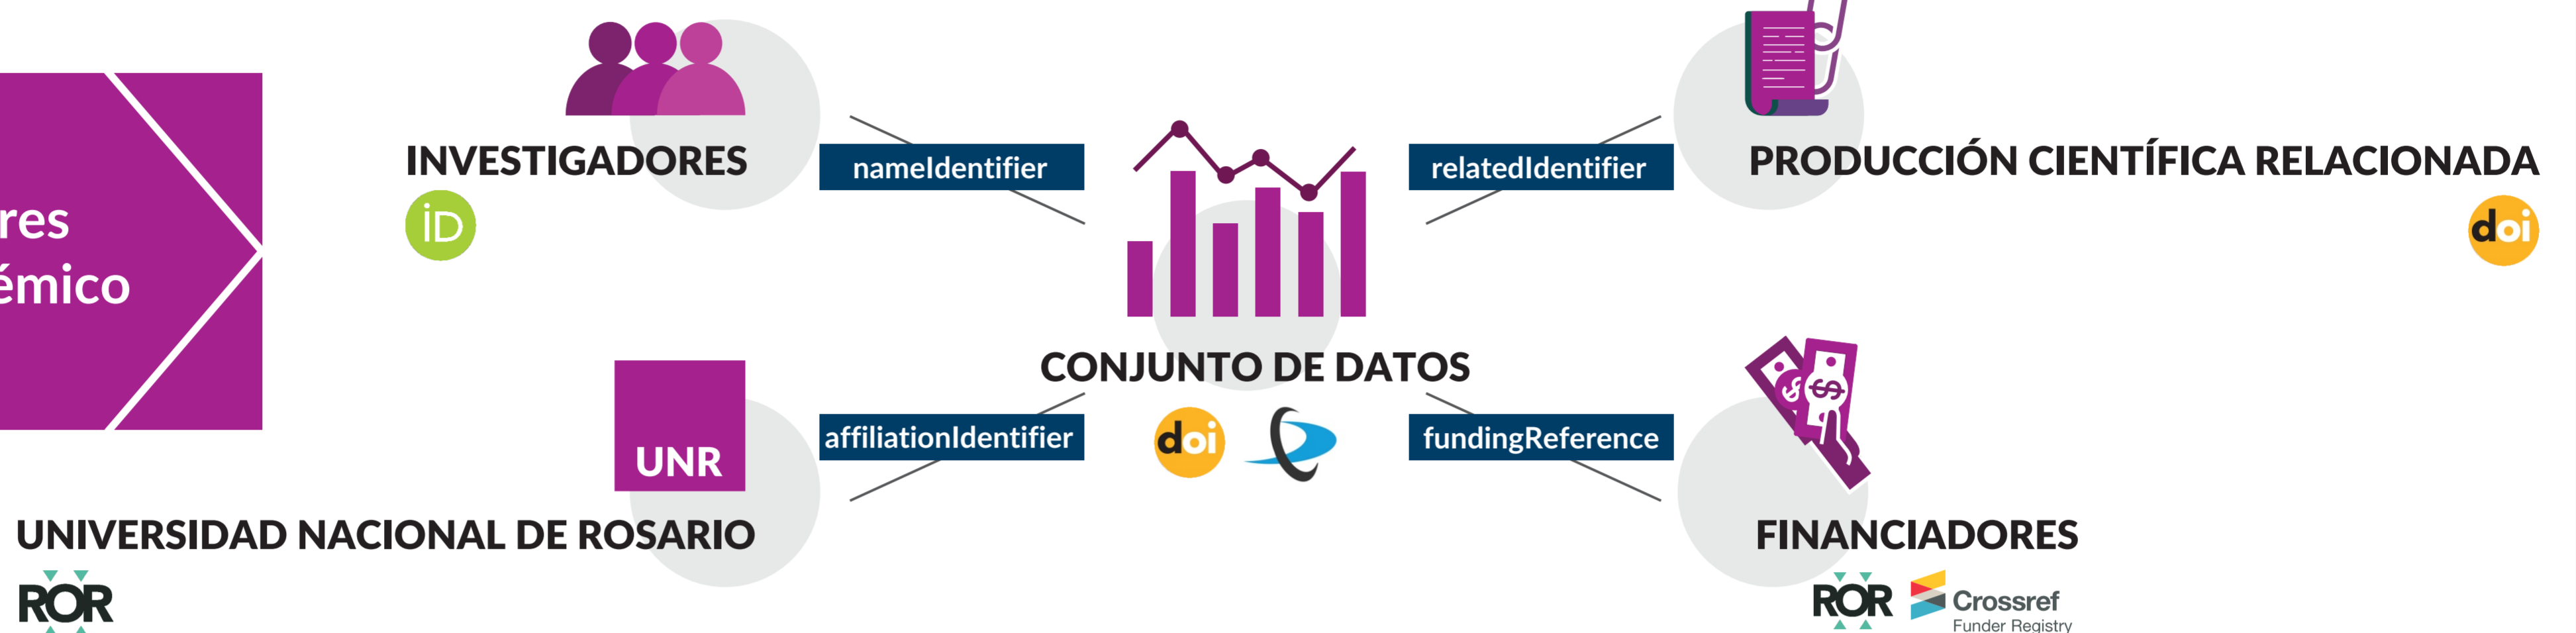 INVESTIGADORES
iD
nameIdentifier
relatedIdentifier
PRODUCCIÓN CIENTÍFICA RELACIONADA
doi
res
émico
CONJUNTO DE DATOS
doi
UNR
affiliationIdentifier
fundingReference
UNIVERSIDAD NACIONAL DE ROSARIO
ROR
FINANCIADORES
ROR
Crossref
Funder Registry